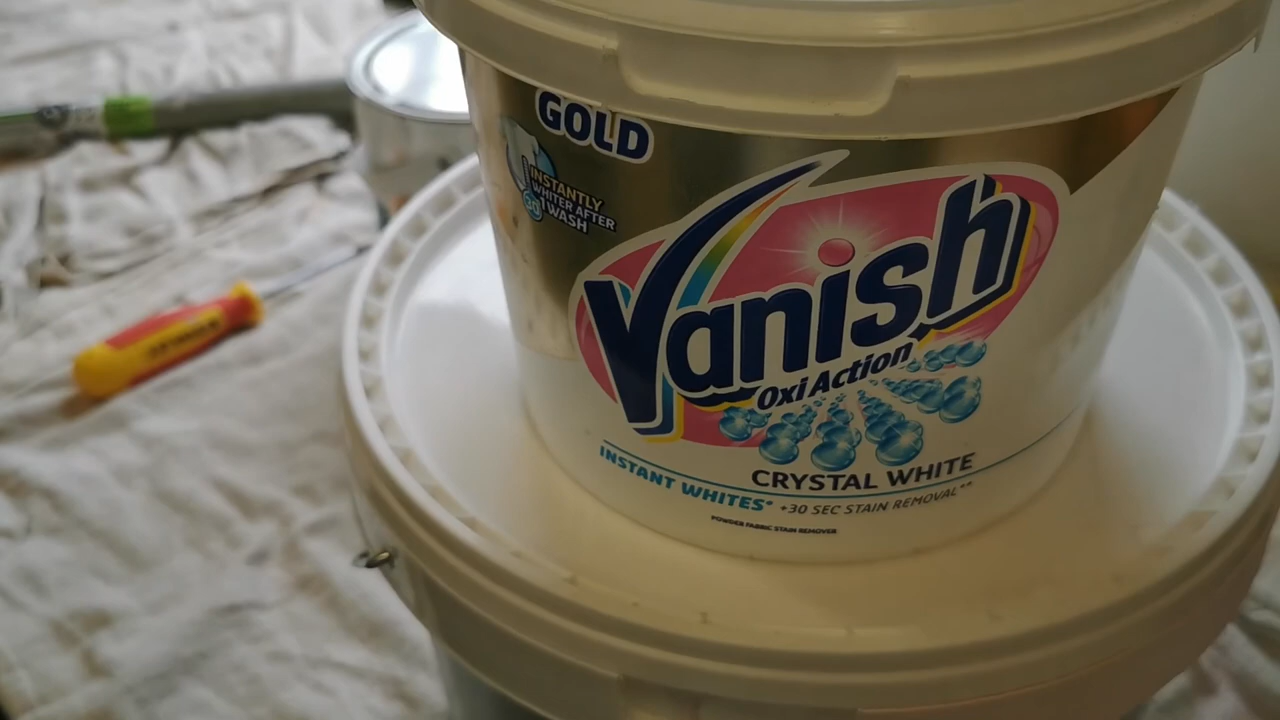 GOLD
INSTANTLY
WHITER AFTER
1 WASH
30
Vanish
Oxi Action
CRYSTAL WHITE
INSTANT WHITES* +30 SEC STAIN REMOVAL**
POWDER FABRIC STAIN REMOVER